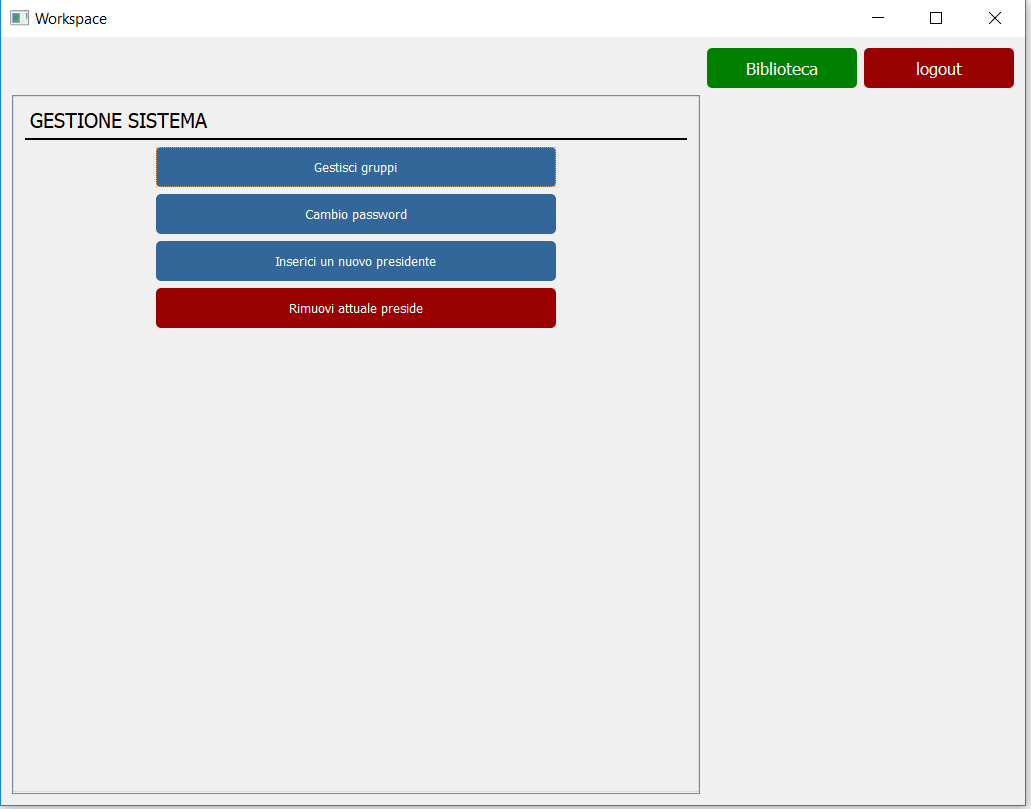 Workspace
Biblioteca
logout
GESTIONE SISTEMA
Gestisci gruppi
Cambio password
Inserici un nuovo presidente
Rimuovi attuale preside